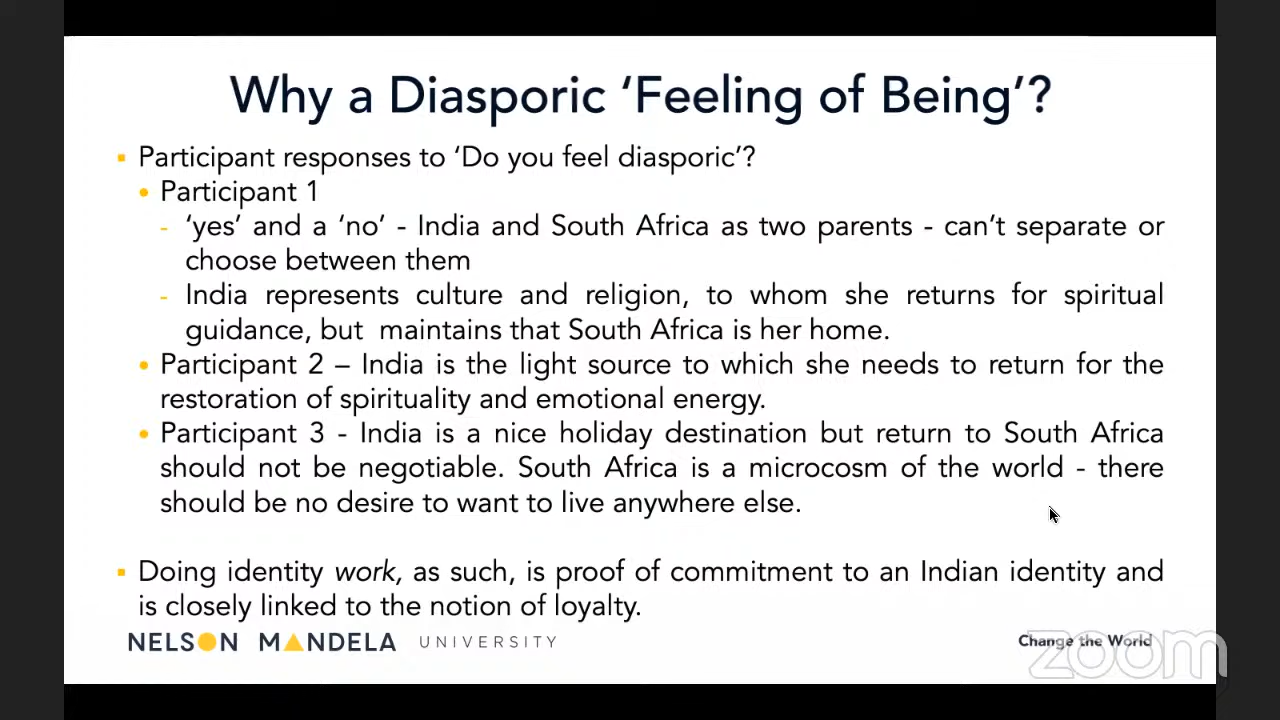 Why a Diasporic ‘Feeling of Being’?
▪ Participant responses to ‘Do you feel diasporic’?
• Participant 1
- ‘yes’ and a ‘no’ - India and South Africa as two parents - can’t separate or
choose between them
- India represents culture and religion, to whom she returns for spiritual
guidance, but maintains that South Africa is her home.
• Participant 2 – India is the light source to which she needs to return for the
restoration of spirituality and emotional energy.
• Participant 3 - India is a nice holiday destination but return to South Africa
should not be negotiable. South Africa is a microcosm of the world - there
should be no desire to want to live anywhere else.
▪ Doing identity work, as such, is proof of commitment to an Indian identity and
is closely linked to the notion of loyalty.
NELSON MANDELA UNIVERSITY
Change the World
zoom